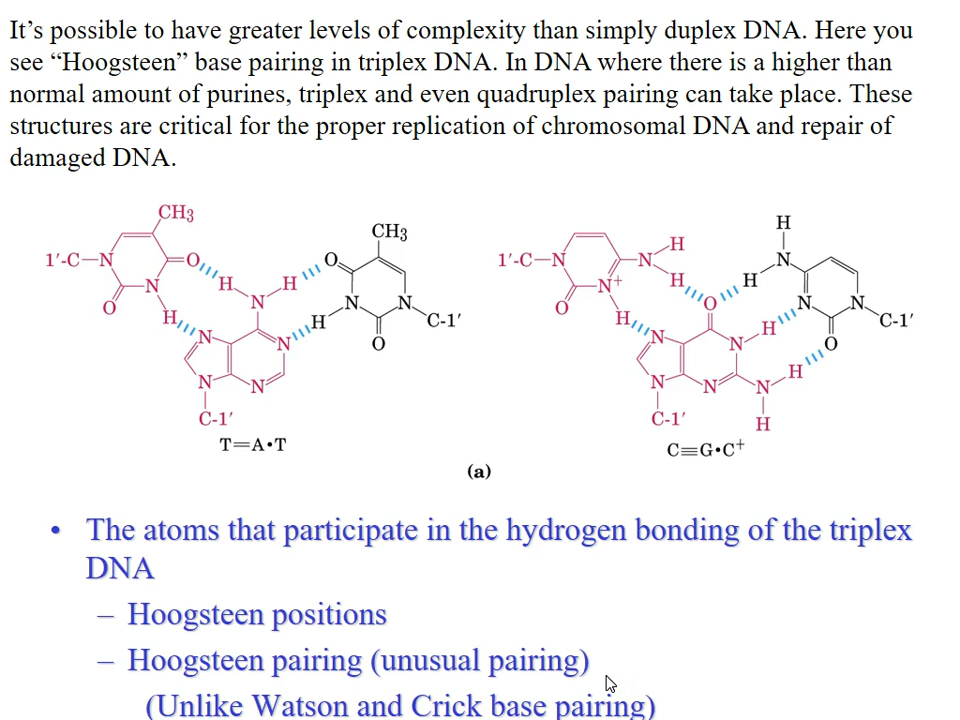 It’s possible to have greater levels of complexity than simply duplex DNA. Here you
see “Hoogsteen” base pairing in triplex DNA. In DNA where there is a higher than
normal amount of purines, triplex and even quadruplex pairing can take place. These
structures are critical for the proper replication of chromosomal DNA and repair of
damaged DNA.
CH3
1′-C—N
O
N
O
H
H
H
N
N
N
N
N
C-1′
O
CH3
N
N
H
O
C-1′
T=A•T
1′-C—N
N
H
H
N+
O
H
O
N
N
N
N
N
H
H
H
C-1′
H
N
H
N
N
O
C-1′
C≡G•C+
(a)
• The atoms that participate in the hydrogen bonding of the triplex
DNA
– Hoogsteen positions
– Hoogsteen pairing (unusual pairing)
(Unlike Watson and Crick base pairing)